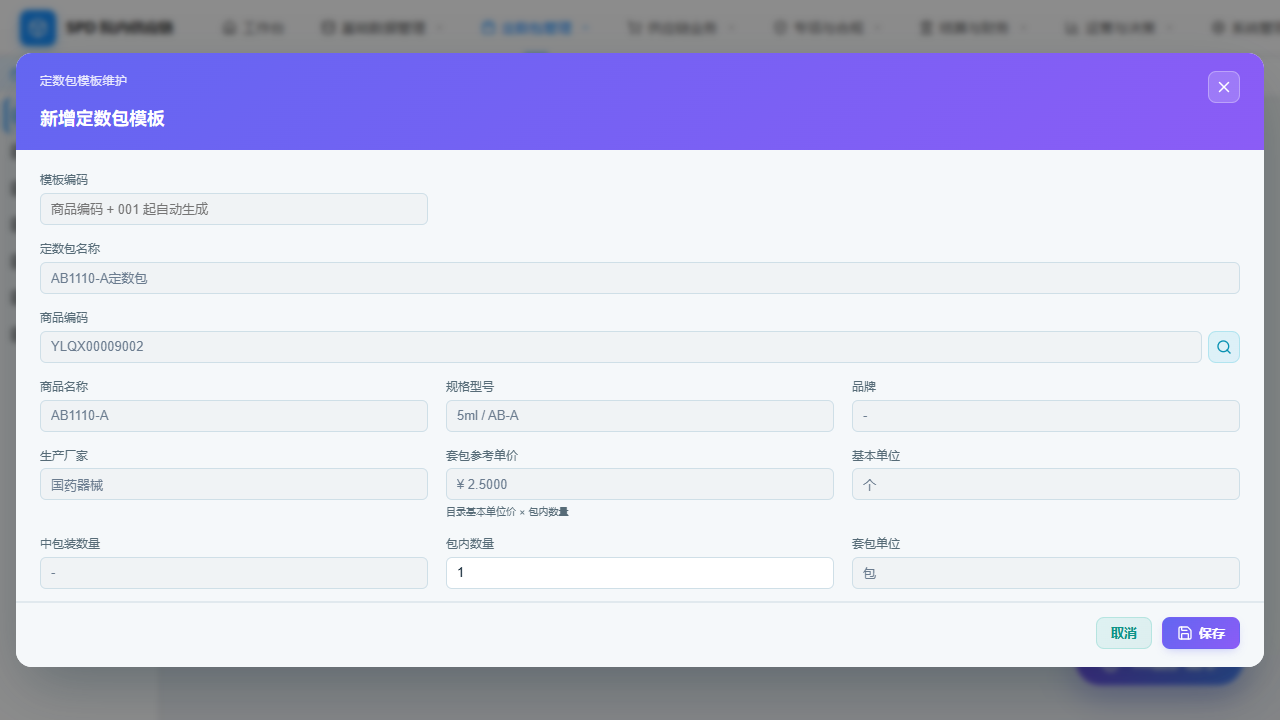 定数包模板维护
新增定数包模板
模板编码
商品编码 + 001 起自动生成
定数包名称
AB1110-A定数包
商品编码
YLQX00009002
商品名称
规格型号
品牌
AB1110-A
5ml / AB-A
-
生产厂家
套包参考单价
基本单位
国药器械
¥ 2.5000
个
目录基本单位价 × 包内数量
中包装数量
包内数量
套包单位
-
1
包
取消
保存